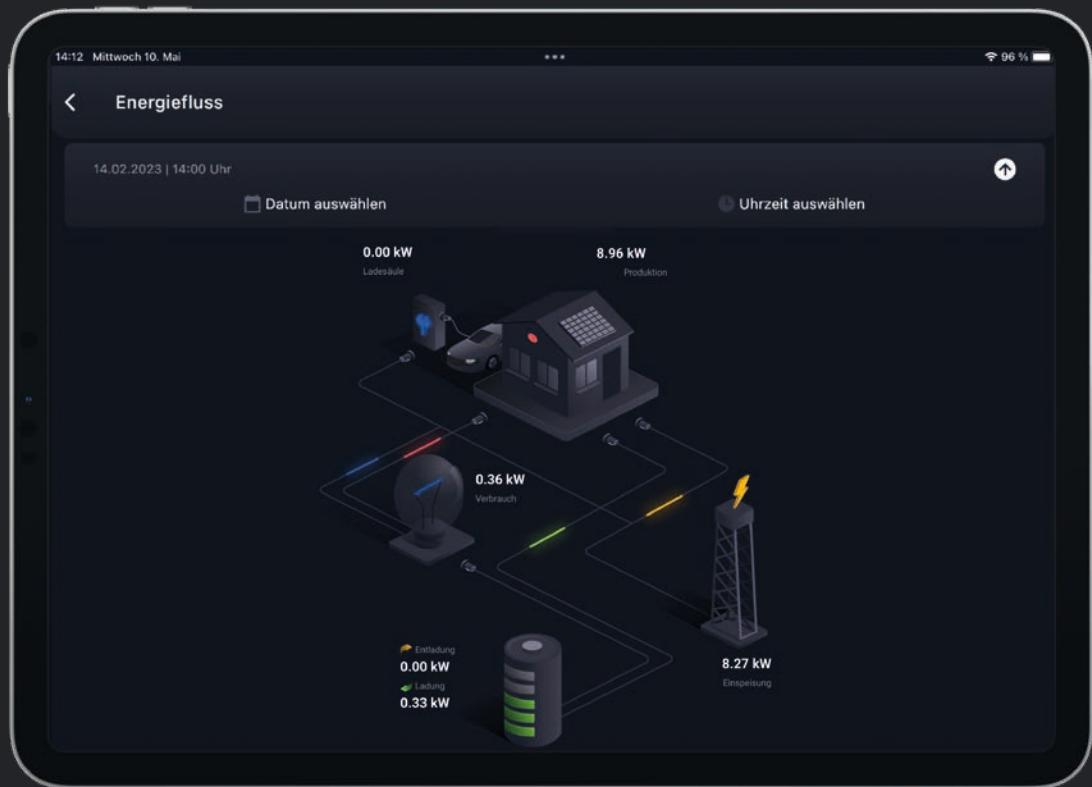 14:12 Mittwoch 10. Mai
96 %
Energiefluss
14.02.2023 | 14:00 Uhr
Datum auswählen
Uhrzeit auswählen
0.00 kW
Ladesäule
8.96 kW
Produktion
0.36 kW
Verbrauch
Entladung
0.00 kW
Ladung
0.33 kW
8.27 kW
Einspeisung